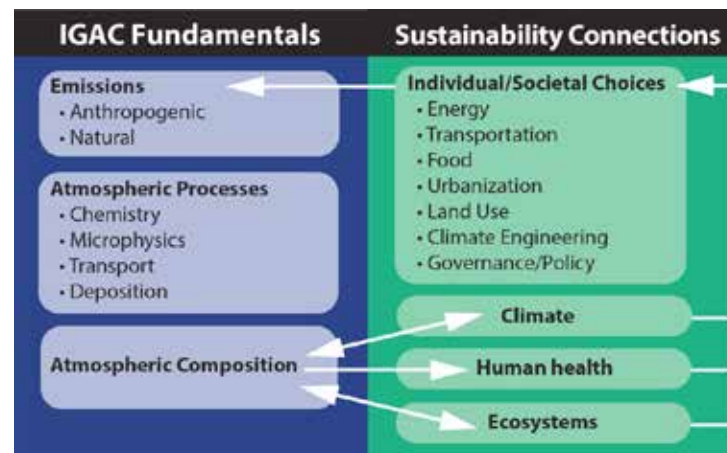 IGAC Fundamentals
Emissions
• Anthropogenic
• Natural
Atmospheric Processes
• Chemistry
• Microphysics
• Transport
• Deposition
Atmospheric Composition
Sustainability Connections
Individual/Societal Choices
• Energy
• Transportation
• Food
• Urbanization
• Land Use
• Climate Engineering
• Governance/Policy
Climate
Human health
Ecosystems